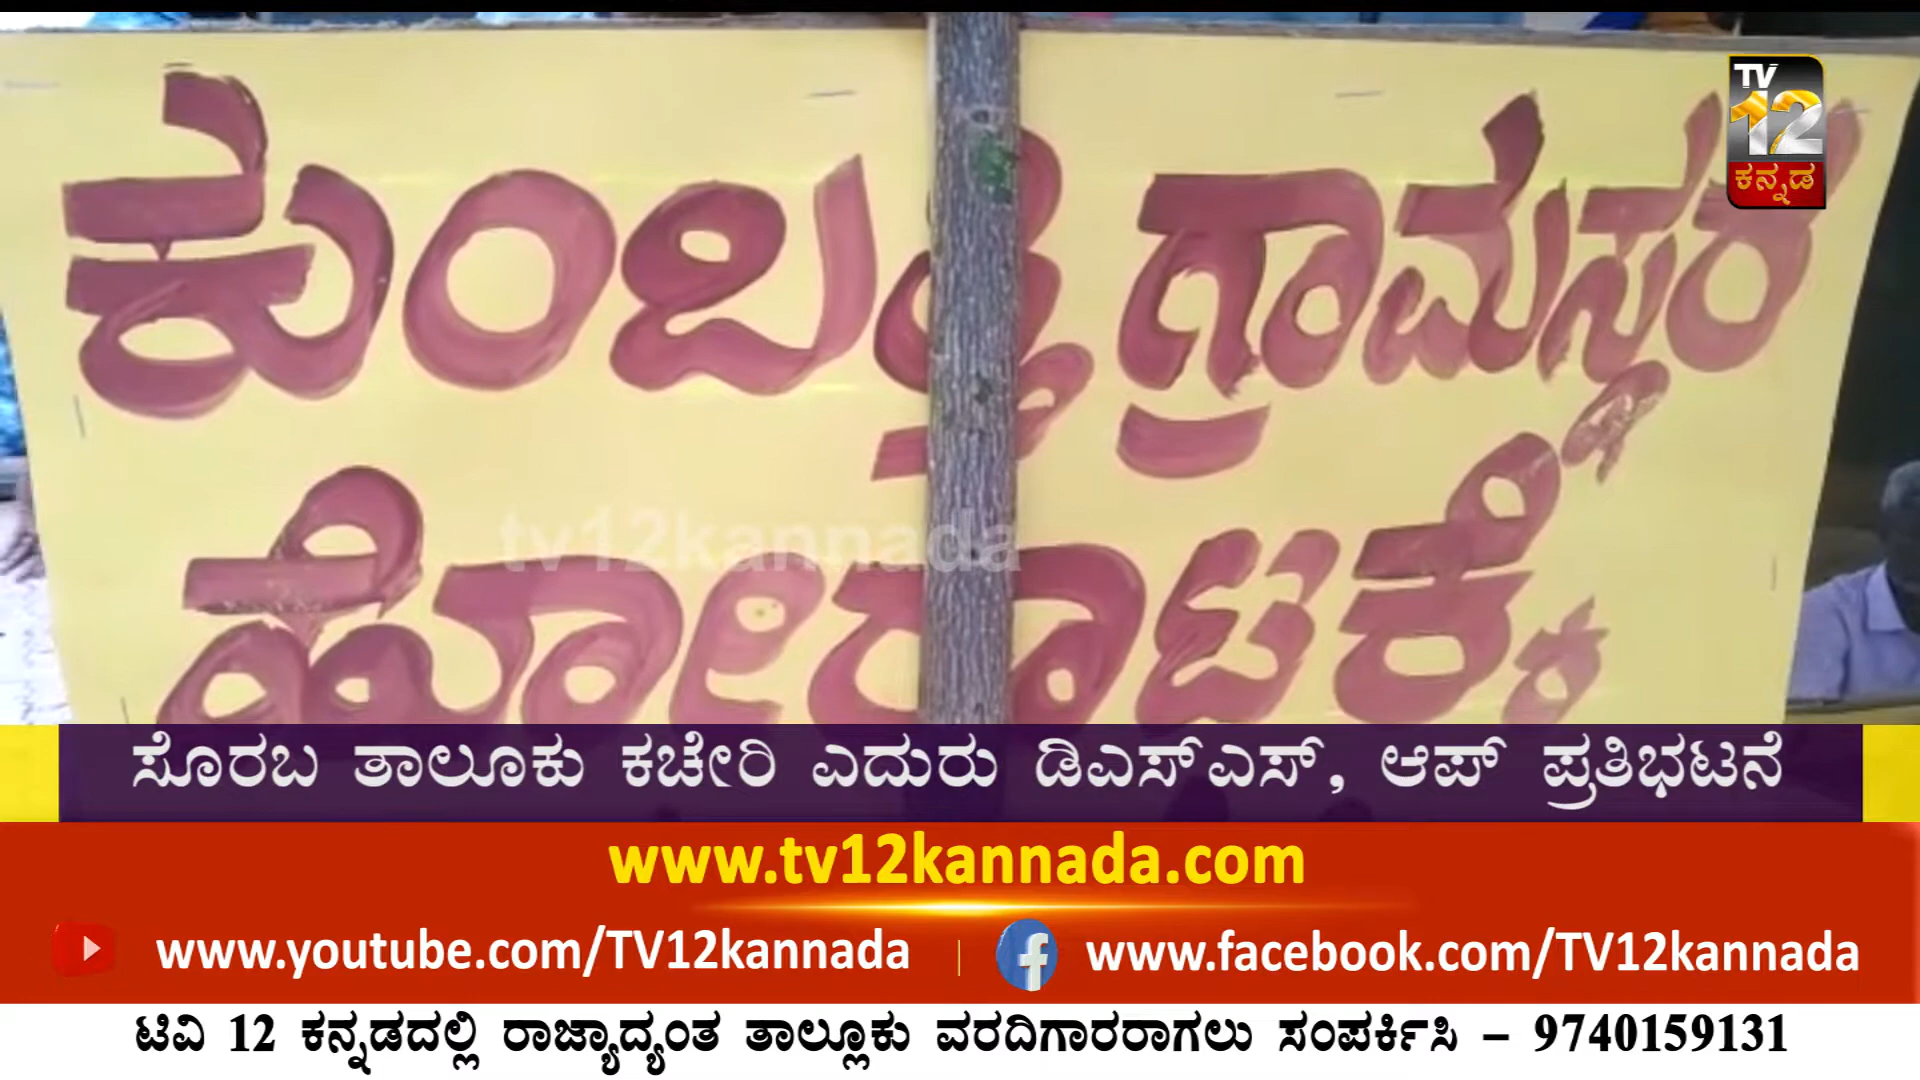 TV
12
ಕನ್ನಡ
ಗ್ರಾಮಸ್ಥರ
tv12kannada
ಹೋರಾಟಕ್ಕೆ
ಸೊರಬ ತಾಲೂಕು ಕಚೇರಿ ಎದುರು ಡಿಎಸ್ಎಸ್, ಆಪ್ ಪ್ರತಿಭಟನೆ
www.tv12kannada.com
www.youtube.com/TV12kannada | www.facebook.com/TV12kannada
ಟಿವಿ 12 ಕನ್ನಡದಲ್ಲಿ ರಾಜ್ಯಾದ್ಯಂತ ತಾಲ್ಲೂಕು ವರದಿಗಾರರಾಗಲು ಸಂಪರ್ಕಿಸಿ – 9740159131